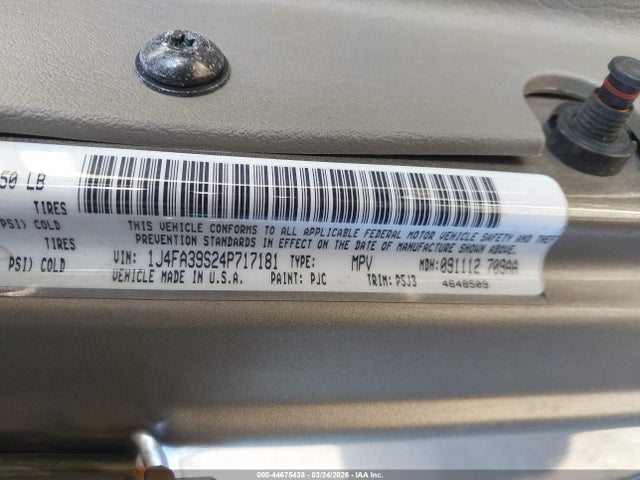 50 LB
TIRES
PSI) COLD
THIS VEHICLE CONFORMS TO ALL APPLICABLE FEDERAL MOTOR VEHICLE SAFETY AND THEFT
TIRES
PREVENTION STANDARDS IN EFFECT ON THE DATE OF MANUFACTURE SHOWN ABOVE.
PSI) COLD
VIN: 1J4FA39S24P717181 TYPE: MPV MDH: 091112 709AA
VEHICLE MADE IN U.S.A. PAINT: PJC TRIM: PSJ3 4648509
000-44675438 - 03/24/2026 - IAA Inc.